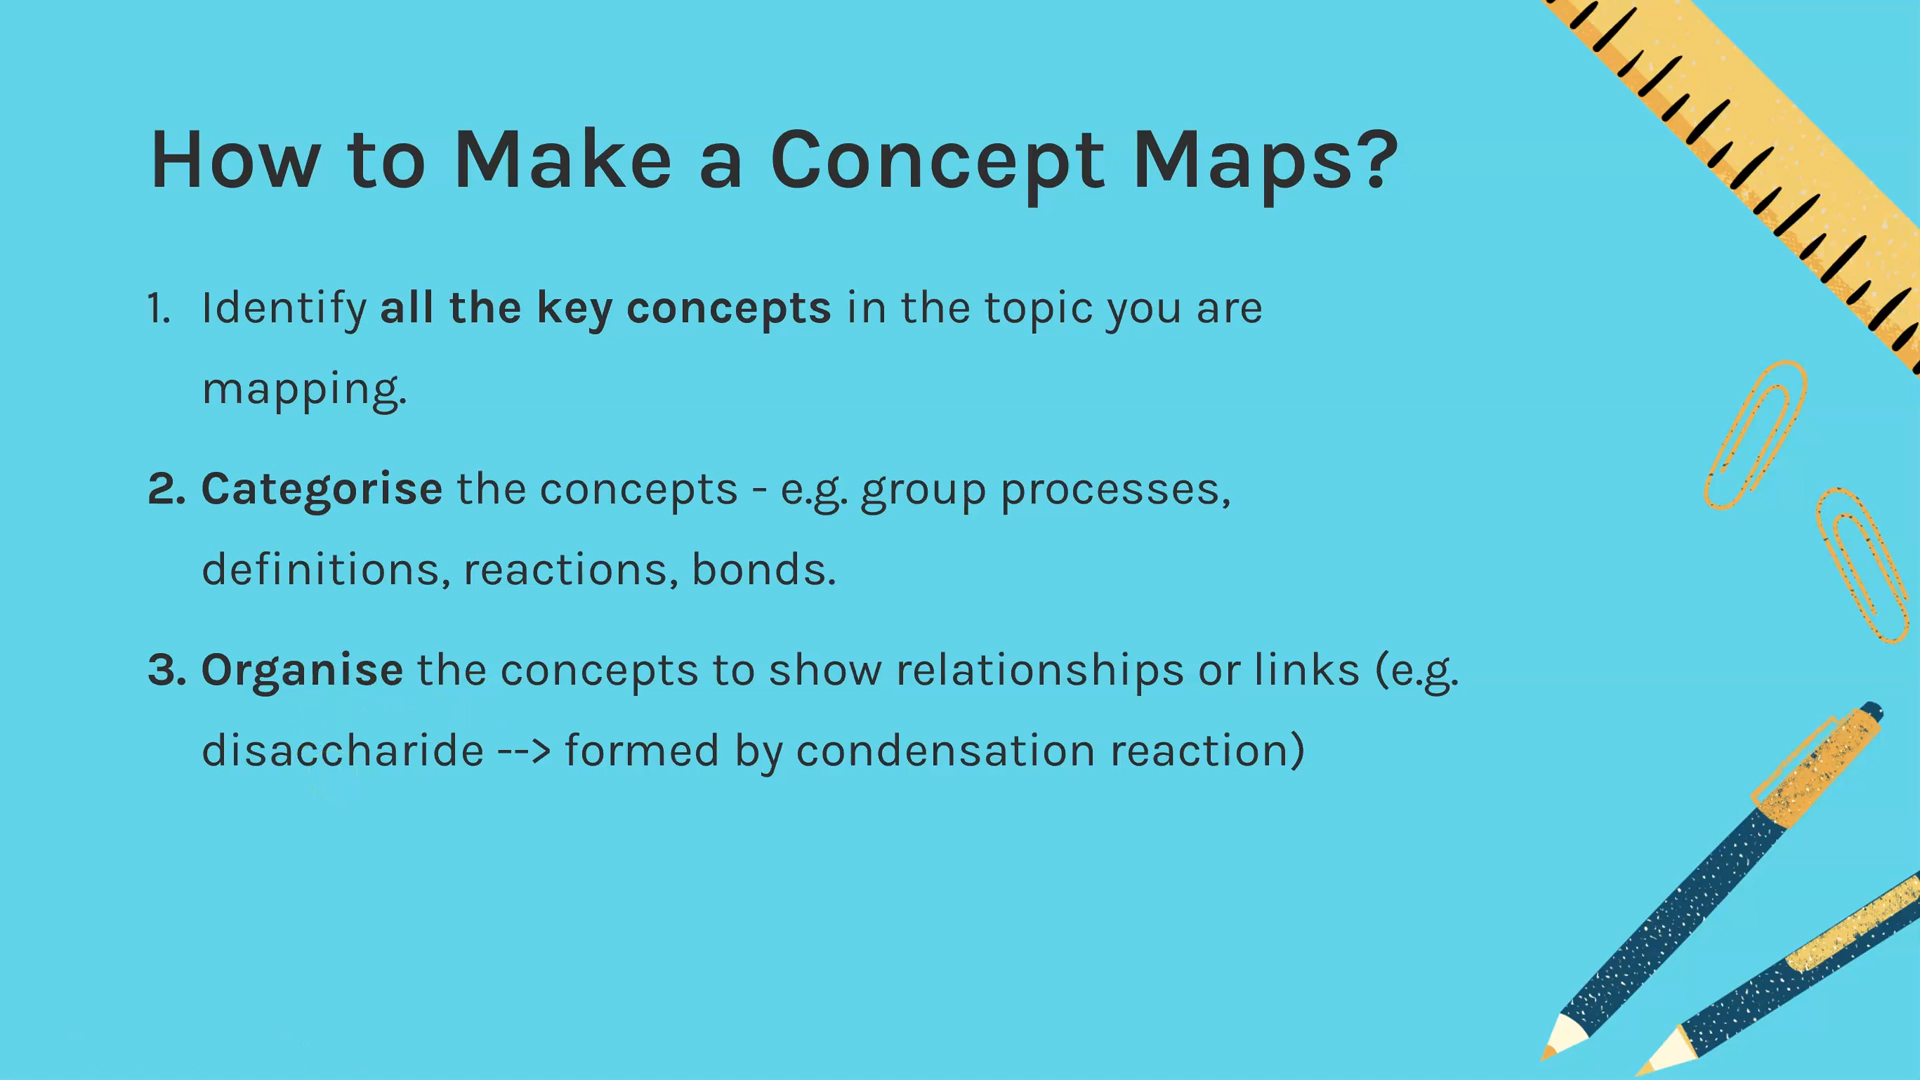 How to Make a Concept Maps?
1. Identify all the key concepts in the topic you are
mapping.
2. Categorise the concepts - e.g. group processes,
definitions, reactions, bonds.
3. Organise the concepts to show relationships or links (e.g.
disaccharide --> formed by condensation reaction)